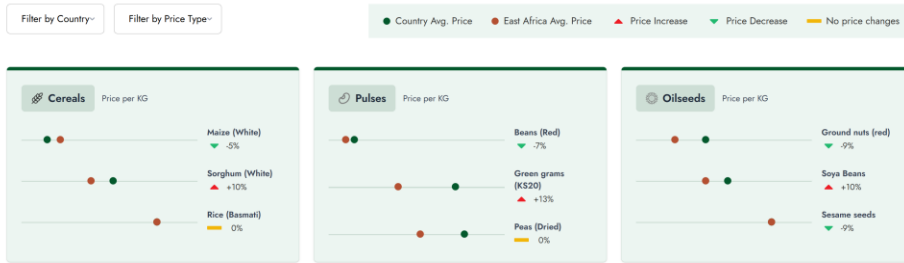 Filter by Country
Filter by Price Type
Country Avg. Price
East Africa Avg. Price
Price Increase
Price Decrease
No price changes
Cereals
Price per KG
Maize (White)
-5%
Sorghum (White)
+10%
Rice (Basmati)
0%
Pulses
Price per KG
Beans (Red)
-7%
Green grams
(KS20)
+13%
Peas (Dried)
0%
Oilseeds
Price per KG
Ground nuts (red)
-9%
Soya Beans
+10%
Sesame seeds
-9%